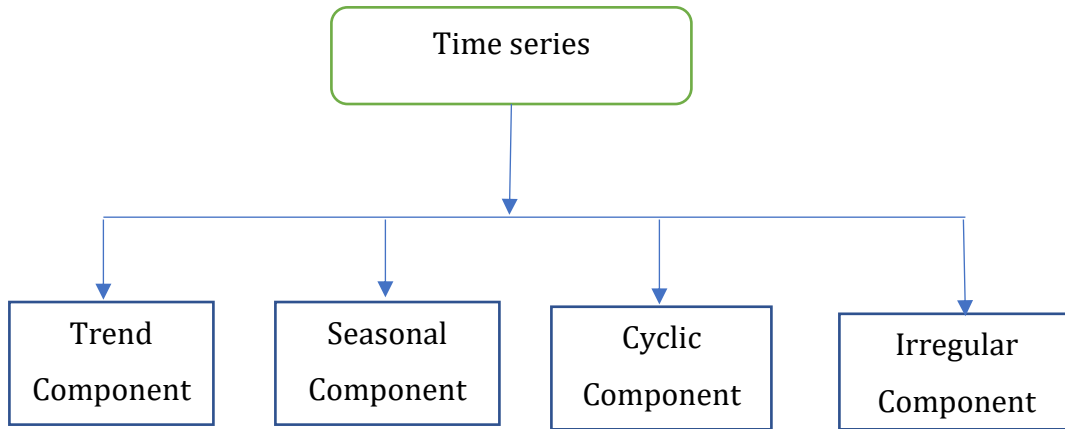 Time series
Trend
Component
Seasonal
Component
Cyclic
Component
Irregular
Component